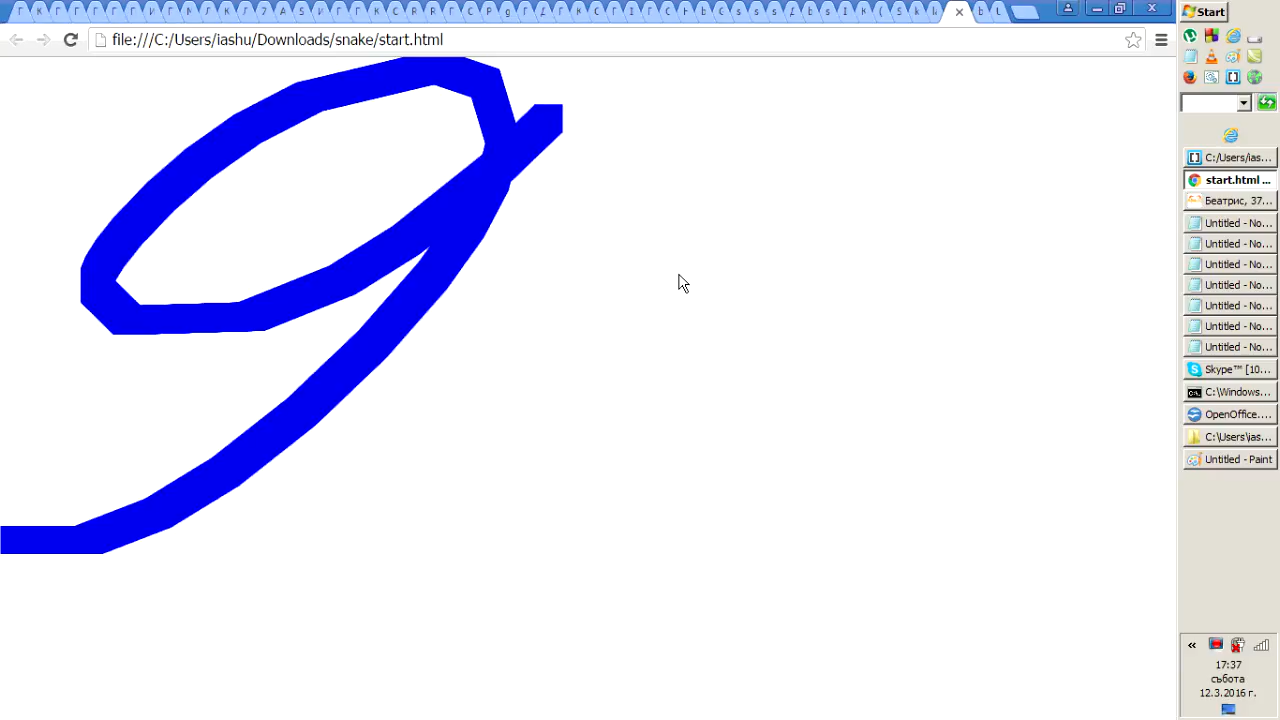 file:///C:/Users/iashu/Downloads/snake/start.html
Start
C:/Users/ias...
start.html ...
Беатрис, 37...
Untitled - No...
Untitled - No...
Untitled - No...
Untitled - No...
Untitled - No...
Untitled - No...
Untitled - No...
Skype™ [10...
C:\Windows...
OpenOffice....
C:\Users\ias...
Untitled - Paint
17:37
събота
12.3.2016 г.